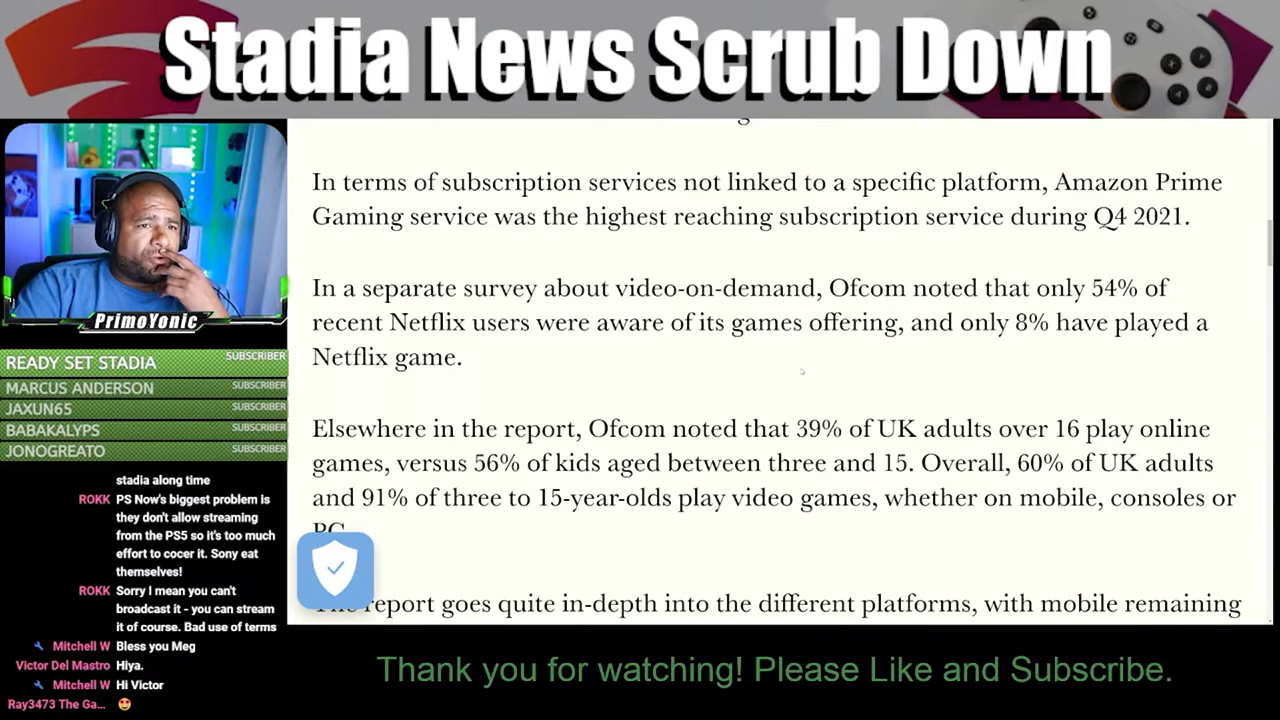 Stadia News Scrub Down
In terms of subscription services not linked to a specific platform, Amazon Prime
Gaming service was the highest reaching subscription service during Q4 2021.
In a separate survey about video-on-demand, Ofcom noted that only 54% of
recent Netflix users were aware of its games offering, and only 8% have played a
Netflix game.
Elsewhere in the report, Ofcom noted that 39% of UK adults over 16 play online
games, versus 56% of kids aged between three and 15. Overall, 60% of UK adults
and 91% of three to 15-year-olds play video games, whether on mobile, consoles or
PC.
The report goes quite in-depth into the different platforms, with mobile remaining
PrimoYonic
READY SET STADIA SUBSCRIBER
MARCUS ANDERSON SUBSCRIBER
JAXUN65 SUBSCRIBER
BABAKALYPS SUBSCRIBER
JONOGREATO SUBSCRIBER
stadia along time
ROKK PS Now's biggest problem is
they don't allow streaming
from the PS5 so it's too much
effort to cocer it. Sony eat
themselves!
ROKK Sorry I mean you can't
broadcast it - you can stream
it of course. Bad use of terms
Mitchell W Bless you Meg
Victor Del Mastro Hiya.
Mitchell W Hi Victor
Ray3473 The Ga...
Thank you for watching! Please Like and Subscribe.